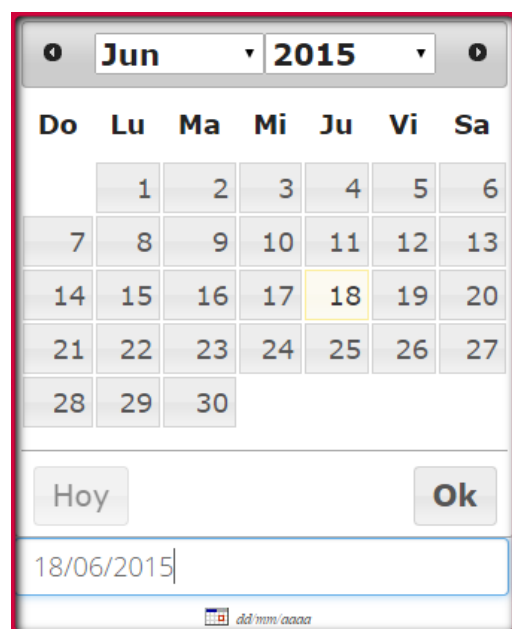 Jun 2015
Do Lu Ma Mi Ju Vi Sa
1 2 3 4 5 6
7 8 9 10 11 12 13
14 15 16 17 18 19 20
21 22 23 24 25 26 27
28 29 30
Hoy Ok
18/06/2015
dd/mm/aaaa